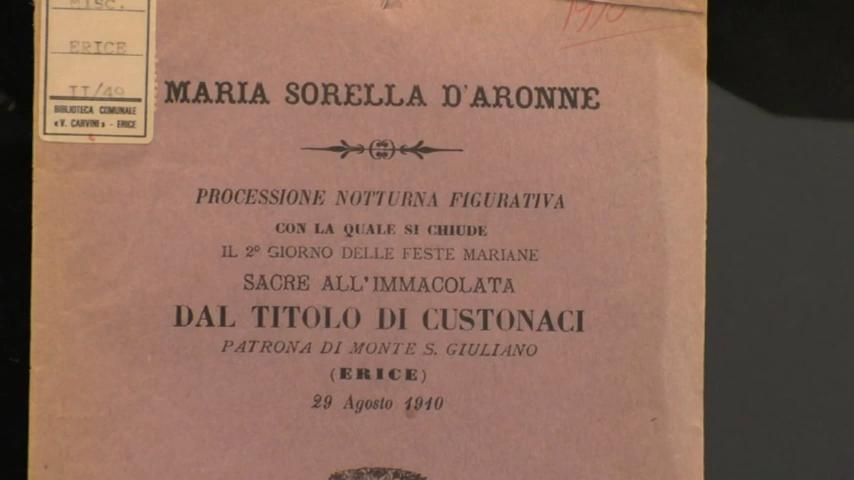 MISC.
ERICE
II/49
BIBLIOTECA COMUNALE
«V. CARVINI» - ERICE
1910
MARIA SORELLA D'ARONNE
PROCESSIONE NOTTURNA FIGURATIVA
CON LA QUALE SI CHIUDE
IL 2º GIORNO DELLE FESTE MARIANE
SACRE ALL'IMMACOLATA
DAL TITOLO DI CUSTONACI
PATRONA DI MONTE S. GIULIANO
(ERICE)
29 Agosto 1910